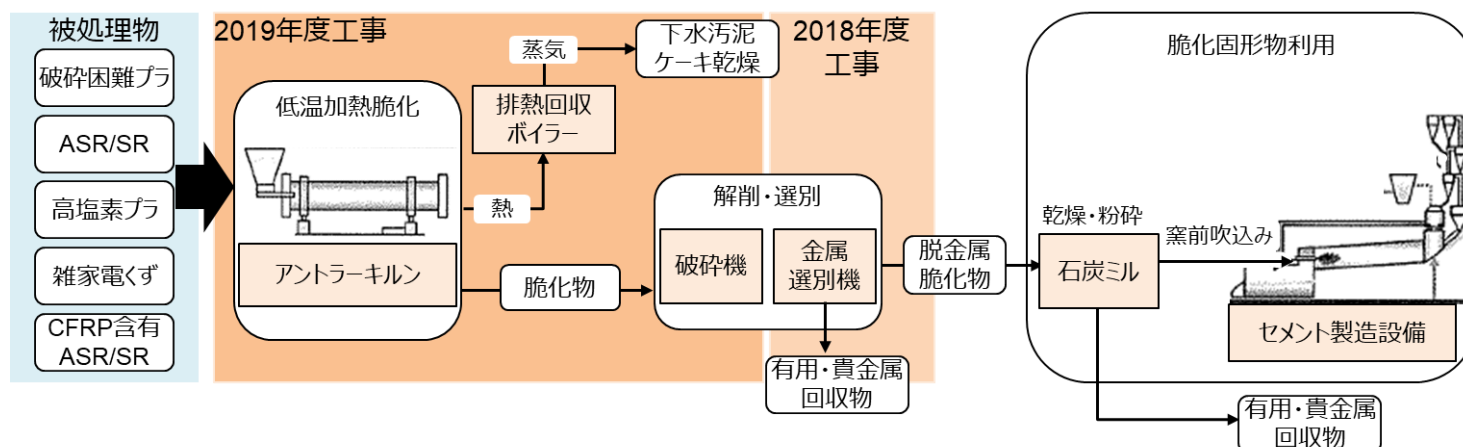 被処理物
破砕困難プラ
ASR/SR
高塩素プラ
雑家電くず
CFRP含有
ASR/SR
2019年度工事
低温加熱脆化
アントラーキルン
熱
排熱回収
ボイラー
蒸気
下水汚泥
ケーキ乾燥
脆化物
2018年度
工事
解削・選別
破砕機
金属
選別機
有用・貴金属
回収物
脱金属
脆化物
脆化固形物利用
乾燥・粉砕
石炭ミル
窯前吹込み
セメント製造設備
有用・貴金属
回収物